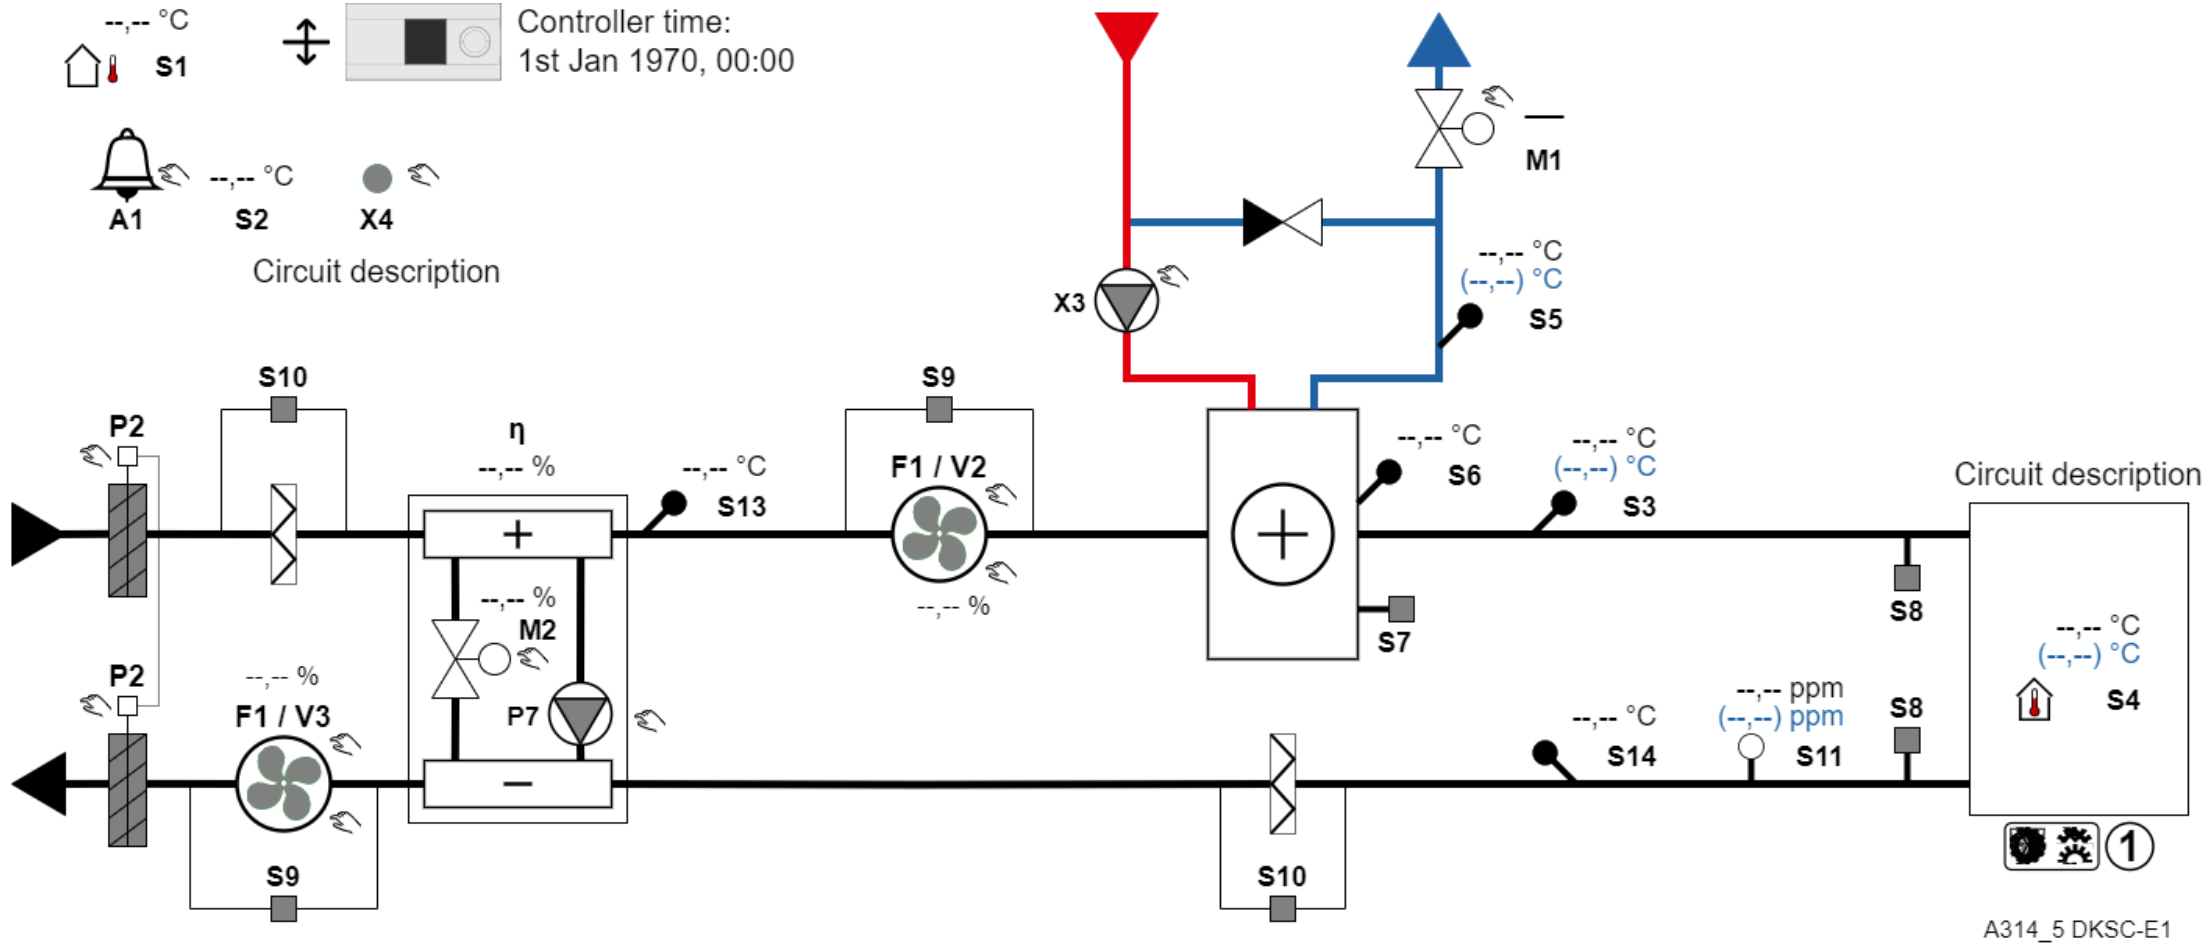 --,-- °C
S1
Controller time:
1st Jan 1970, 00:00
A1
--,-- °C
S2
X4
Circuit description
M1
--,-- °C
(--,--) °C
S5
X3
S10
S9
P2
η
--,-- %
--,-- °C
S13
F1 / V2
--,-- %
--,-- °C
S6
--,-- °C
(--,--) °C
S3
Circuit description
S7
S8
--,-- %
M2
P7
P2
--,-- %
F1 / V3
--,-- °C
(--,--) °C
S4
--,-- °C
S14
--,-- ppm
(--,--) ppm
S11
S8
S9
S10
1
A314_5 DKSC-E1